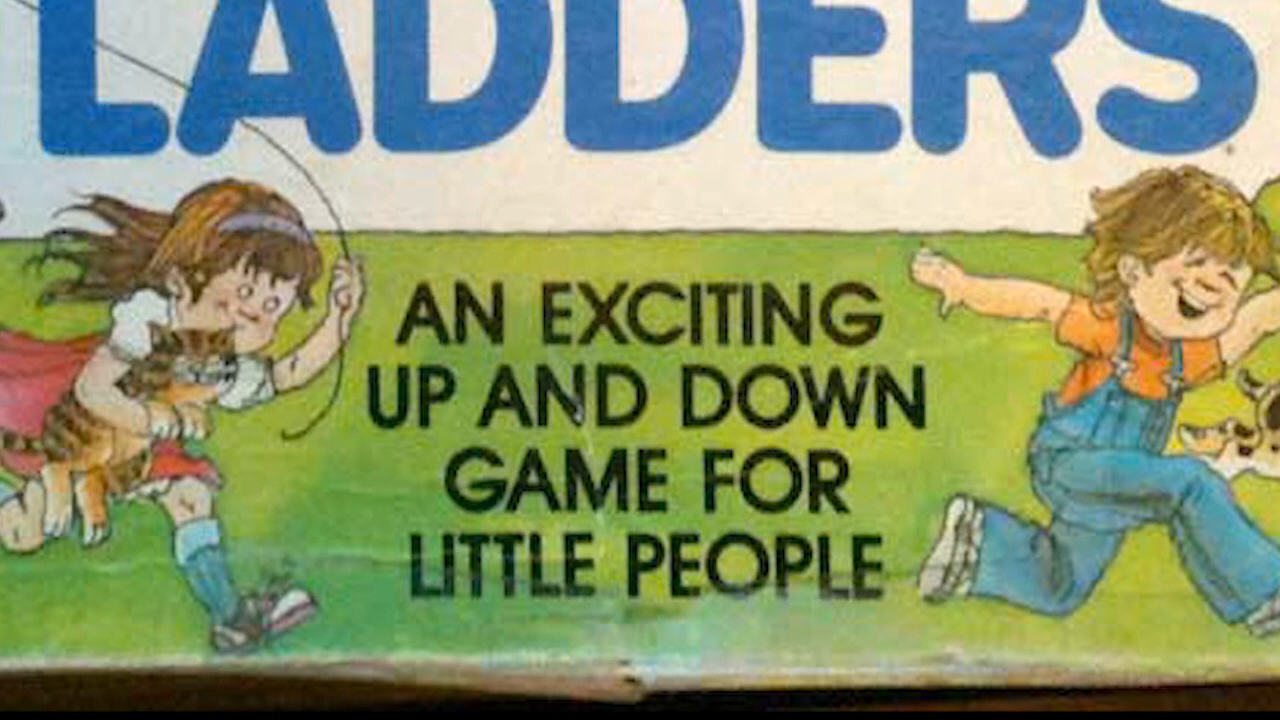 LADDERS
AN EXCITING
UP AND DOWN
GAME FOR
LITTLE PEOPLE